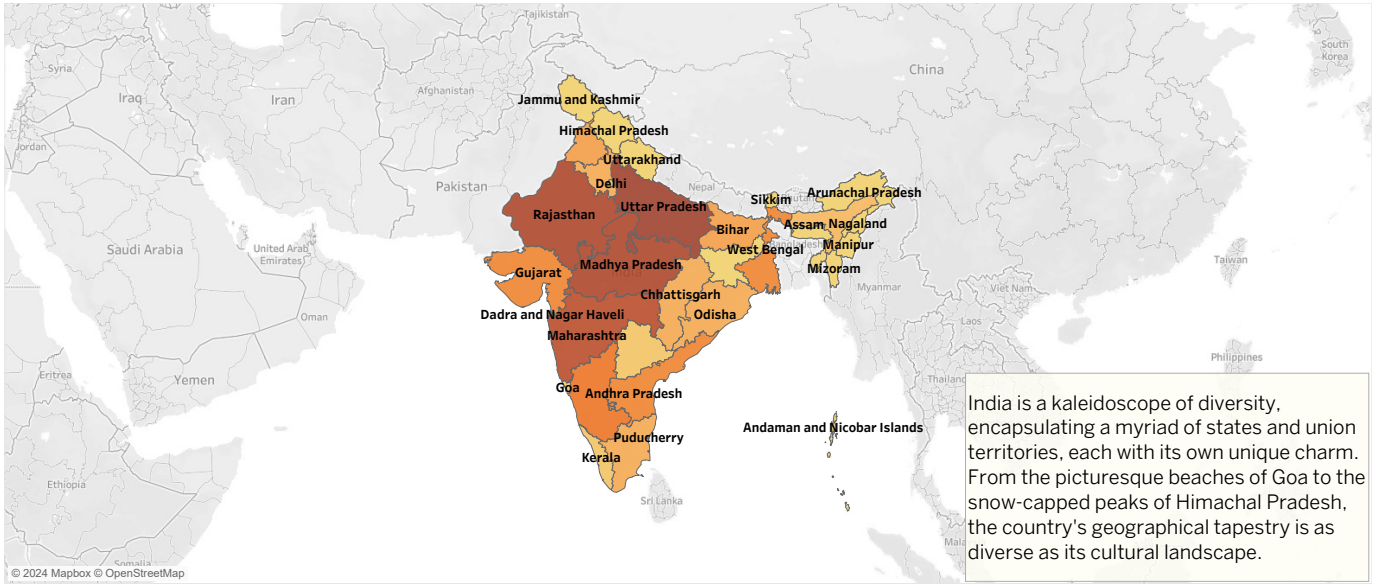 Tajikistan
Syria
Iraq
Iran
Afghanistan
China
South
Korea
Jordan
Jammu and Kashmir
Himachal Pradesh
Uttarakhand
Pakistan
Delhi
Nepal
Rajasthan
Uttar Pradesh
Sikkim
Arunachal Pradesh
Bihar
Assam
Nagaland
Saudi Arabia
United Arab
Emirates
West Bengal
Manipur
Taiwan
Gujarat
Madhya Pradesh
Mizoram
Myanmar
Viet Nam
Chhattisgarh
Oman
Dadra and Nagar Haveli
Odisha
Laos
Maharashtra
Philippines
Eritrea
Yemen
Thailand
Goa
Andhra Pradesh
Andaman and Nicobar Islands
Puducherry
Kerala
Ethiopia
Sri Lanka
Somalia
India is a kaleidoscope of diversity,
encapsulating a myriad of states and union
territories, each with its own unique charm.
From the picturesque beaches of Goa to the
snow-capped peaks of Himachal Pradesh,
the country's geographical tapestry is as
diverse as its cultural landscape.
© 2024 Mapbox © OpenStreetMap